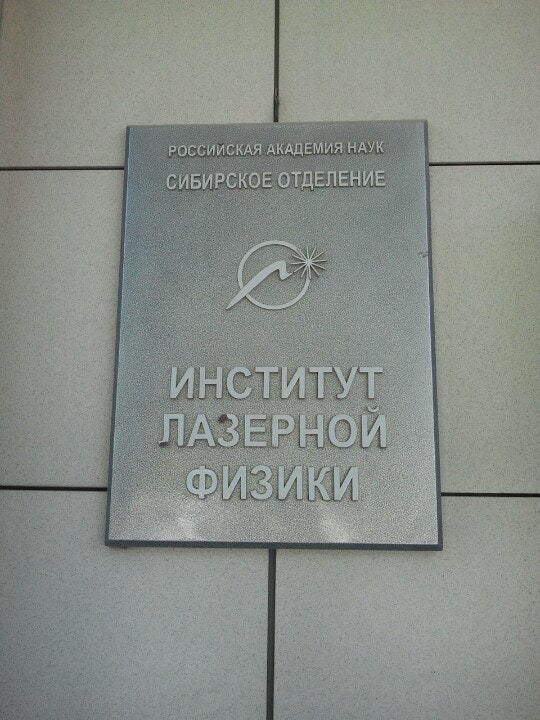 РОССИЙСКАЯ АКАДЕМИЯ НАУК
СИБИРСКОЕ ОТДЕЛЕНИЕ
ИНСТИТУТ
ЛАЗЕРНОЙ
ФИЗИКИ